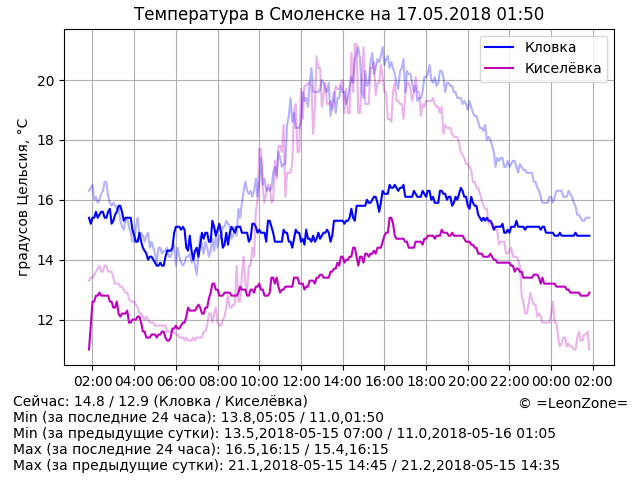 Температура в Смоленске на 17.05.2018 01:50
Кловка
Киселёвка
градусов Цельсия, °C
20
18
16
14
12
02:00 04:00 06:00 08:00 10:00 12:00 14:00 16:00 18:00 20:00 22:00 00:00 02:00
Сейчас: 14.8 / 12.9 (Кловка / Киселёвка)
© =LeonZone=
Min (за последние 24 часа): 13.8,05:05 / 11.0,01:50
Min (за предыдущие сутки): 13.5,2018-05-15 07:00 / 11.0,2018-05-16 01:05
Max (за последние 24 часа): 16.5,16:15 / 15.4,16:15
Max (за предыдущие сутки): 21.1,2018-05-15 14:45 / 21.2,2018-05-15 14:35